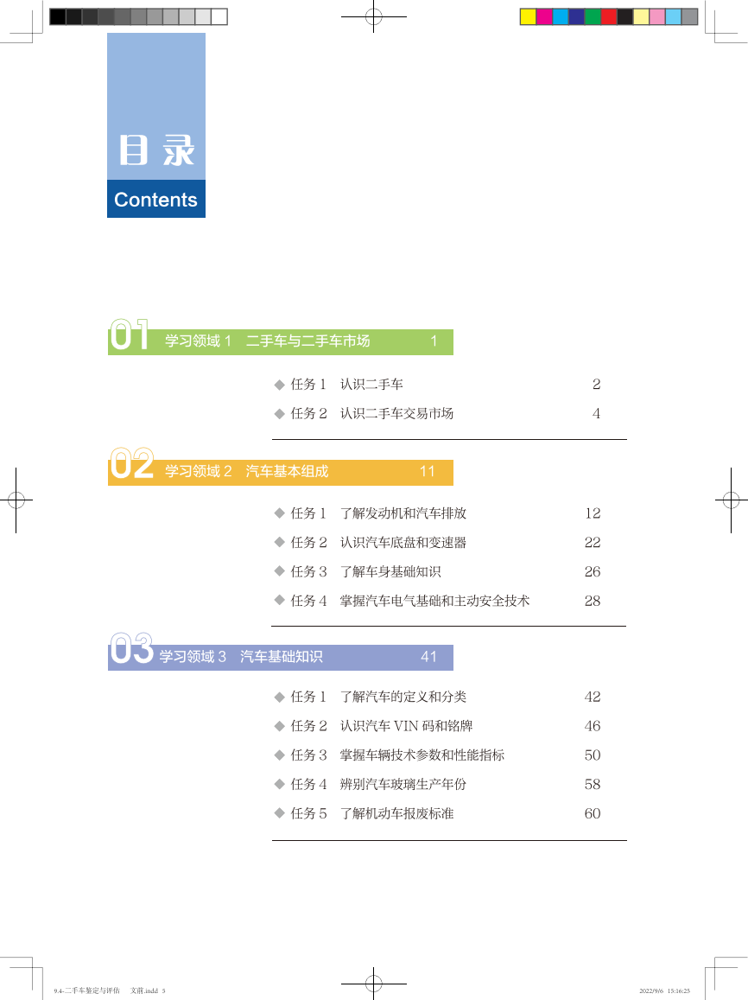 目录
Contents
01 学习领域 1 二手车与二手车市场 1
◆ 任务 1 认识二手车 2
◆ 任务 2 认识二手车交易市场 4
02 学习领域 2 汽车基本组成 11
◆ 任务 1 了解发动机和汽车排放 12
◆ 任务 2 认识汽车底盘和变速器 22
◆ 任务 3 了解车身基础知识 26
◆ 任务 4 掌握汽车电气基础和主动安全技术 28
03 学习领域 3 汽车基础知识 41
◆ 任务 1 了解汽车的定义和分类 42
◆ 任务 2 认识汽车 VIN 码和铭牌 46
◆ 任务 3 掌握车辆技术参数和性能指标 50
◆ 任务 4 辨别汽车玻璃生产年份 58
◆ 任务 5 了解机动车报废标准 60
9.4-二手车鉴定与评估 文前.indd 5 2022/9/6 15:16:25